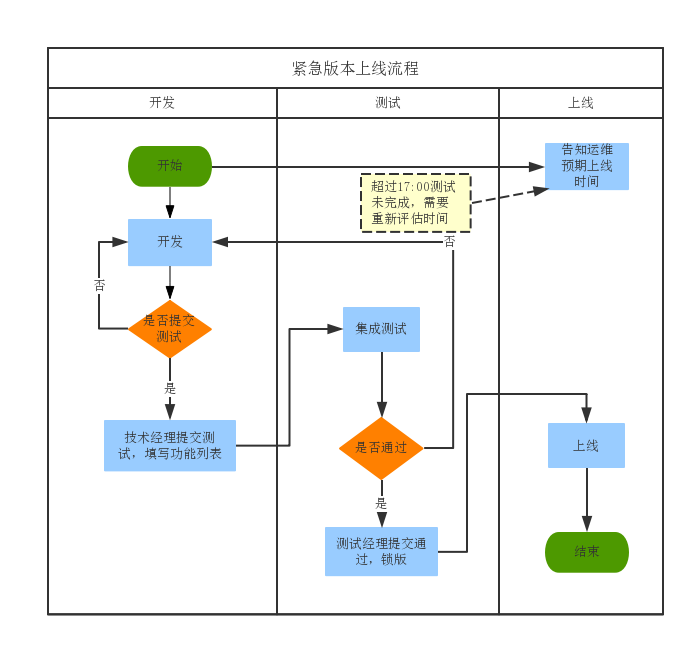 紧急版本上线流程
开发
测试
上线
开始
告知运维
预期上线
时间
超过17:00测试
未完成，需要
重新评估时间
开发
否
否
是否提交
测试
集成测试
是
技术经理提交测
试，填写功能列表
是否通过
上线
是
测试经理提交通
过，锁版
结束